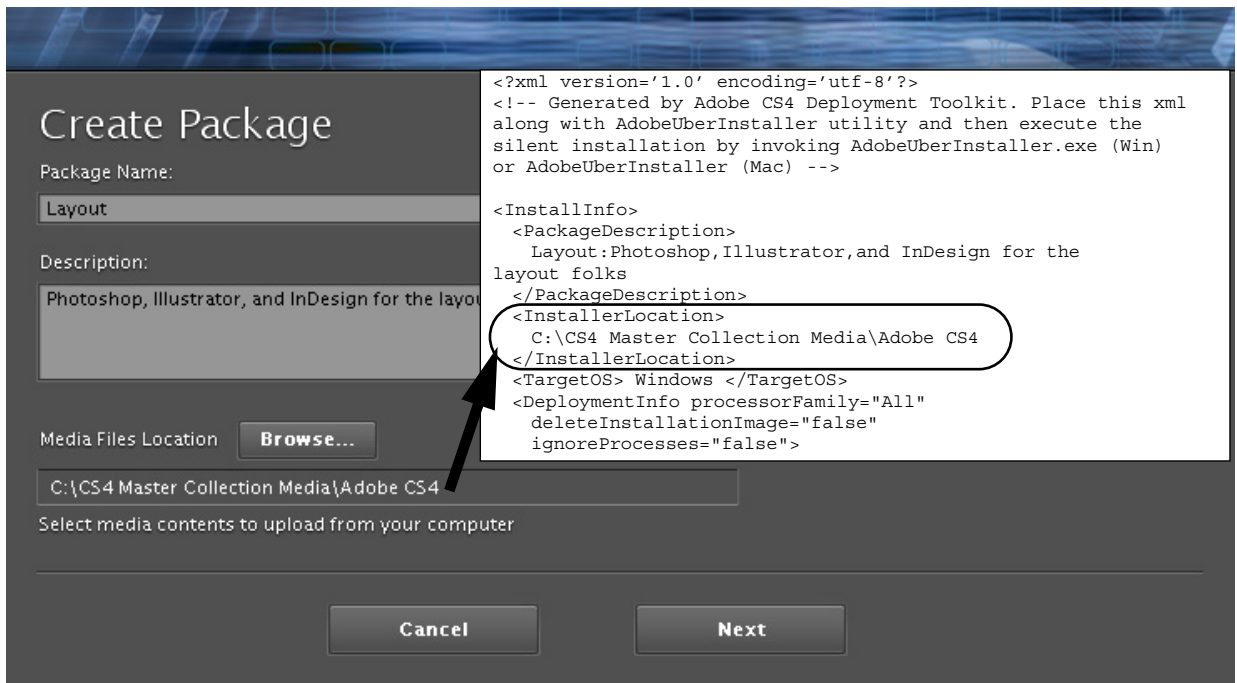 Create Package
Package Name:
Layout
Description:
Photoshop, Illustrator, and InDesign for the layou
Media Files Location
Browse...
C:\CS4 Master Collection Media\Adobe CS4
Select media contents to upload from your computer
Cancel
Next
<?xml version=’1.0’ encoding=’utf-8’?>
<!-- Generated by Adobe CS4 Deployment Toolkit. Place this xml
along with AdobeUberInstaller utility and then execute the
silent installation by invoking AdobeUberInstaller.exe (Win)
or AdobeUberInstaller (Mac) -->
<InstallInfo>
<PackageDescription>
Layout:Photoshop,Illustrator,and InDesign for the
layout folks
</PackageDescription>
<InstallerLocation>
C:\CS4 Master Collection Media\Adobe CS4
</InstallerLocation>
<TargetOS> Windows </TargetOS>
<DeploymentInfo processorFamily="All"
deleteInstallationImage="false"
ignoreProcesses="false">